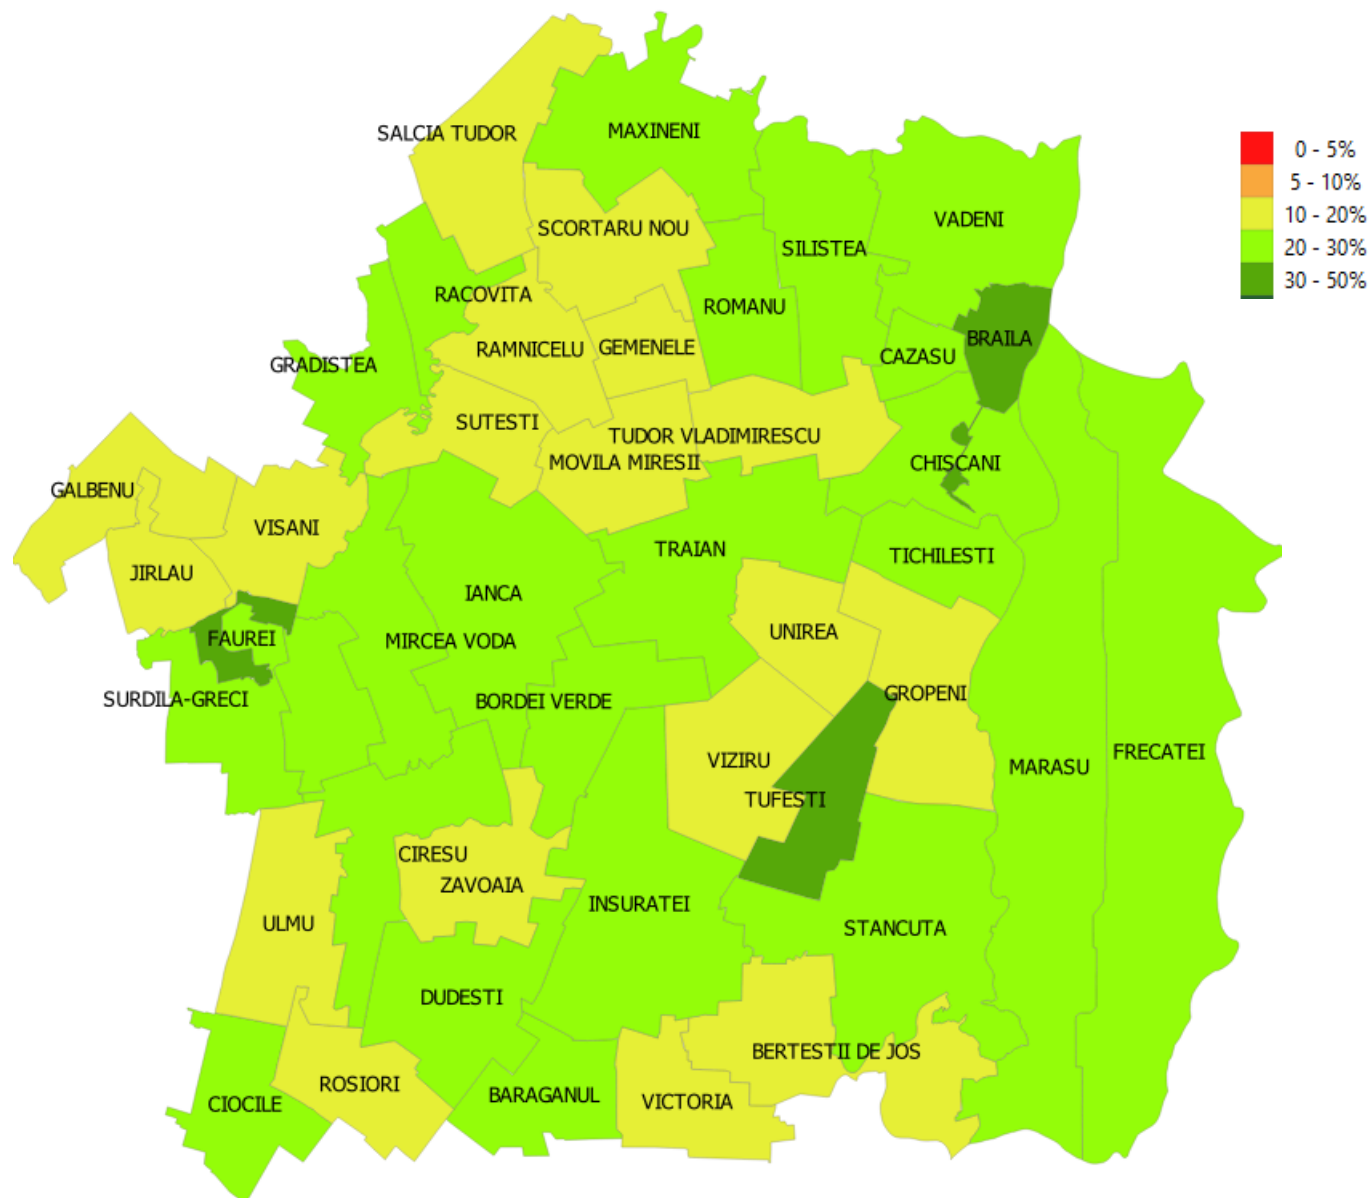 SALCIA TUDOR
MAXINENI
0 - 5%
5 - 10%
10 - 20%
20 - 30%
30 - 50%
SCORTARU NOU
VADENI
SILISTEA
RACOVITA
ROMANU
BRAILA
RAMNICELU
GEMENELE
CAZASU
GRADISTEA
SUTESTI
TUDOR VLADIMIRESCU
MOVILA MIRESII
CHISCANI
GALBENU
VISANI
TRAIAN
TICHILESTI
JIRLAU
IANCA
UNIREA
FAUREI
MIRCEA VODA
SURDILA-GRECI
BORDEI VERDE
GROPENI
VIZIRU
MARASU
FRECATEI
TUFESTI
CIRESU
ZAVOAIA
INSURATEI
ULMU
STANCUTA
DUDESTI
BERTESTII DE JOS
ROSIORI
BARAGANUL
VICTORIA
CIOCILE